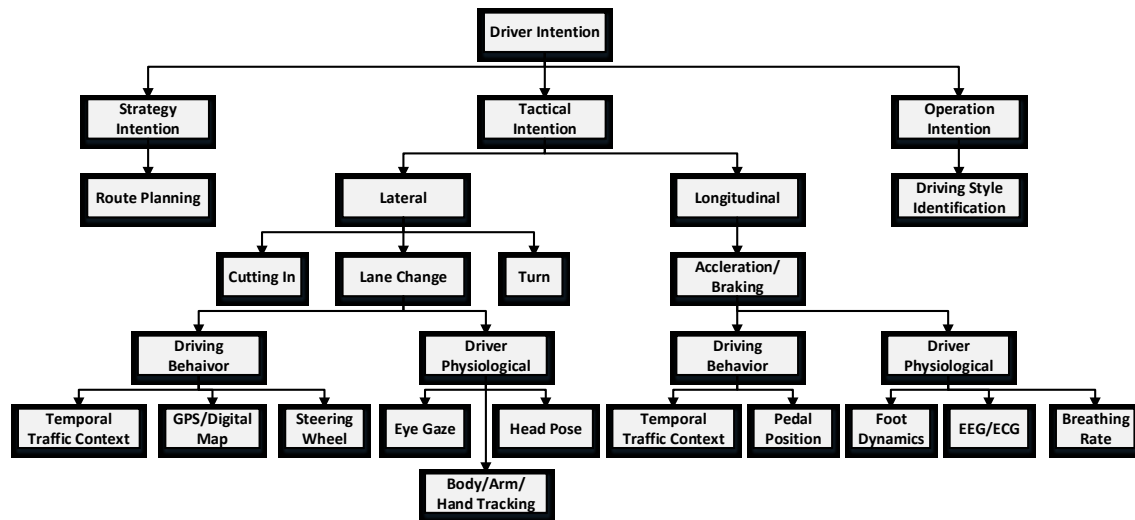 Driver Intention
Strategy
Intention
Tactical
Intention
Operation
Intention
Route Planning
Lateral
Longitudinal
Driving Style
Identification
Cutting In
Lane Change
Turn
Accleration/
Braking
Driving
Behaivor
Driver
Physiological
Driving
Behavior
Driver
Physiological
Temporal
Traffic Context
GPS/Digital
Map
Steering
Wheel
Eye Gaze
Head Pose
Temporal
Traffic Context
Pedal
Position
Foot
Dynamics
EEG/ECG
Breathing
Rate
Body/Arm/
Hand Tracking